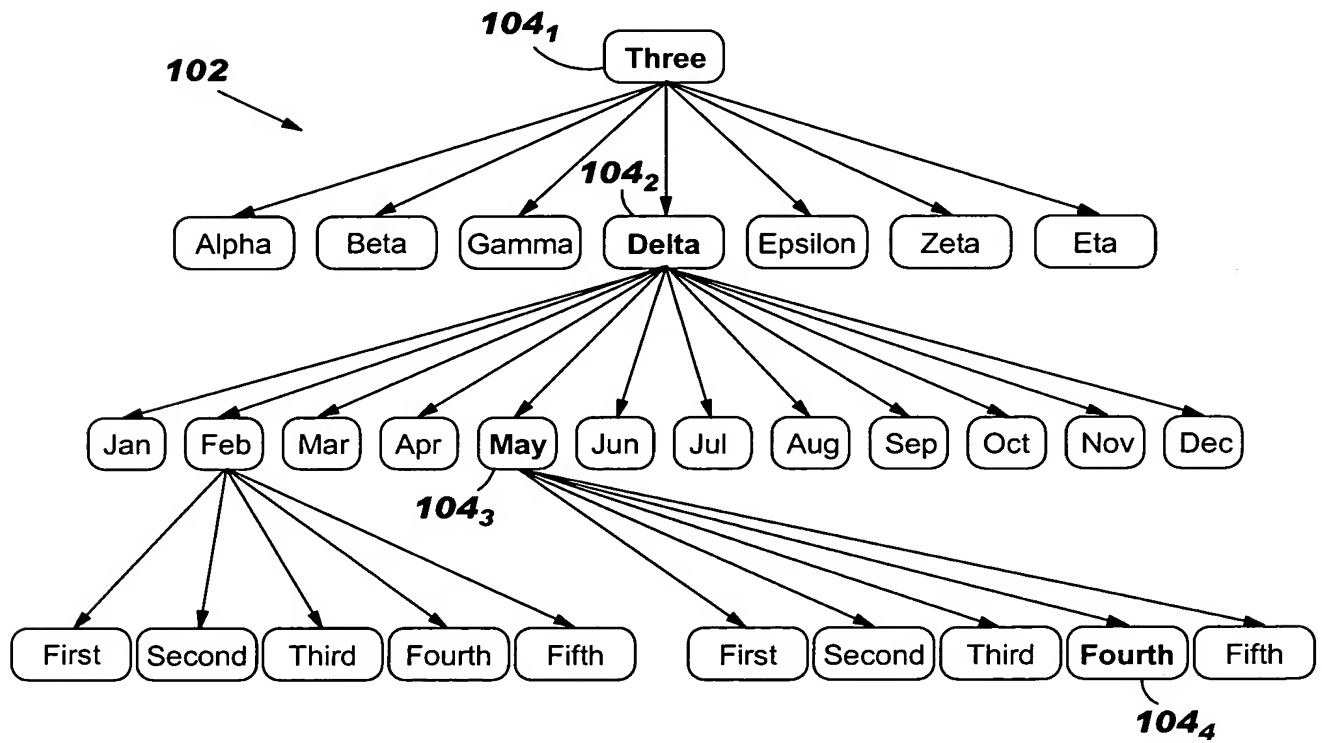 104₁
Three
102
104₂
Alpha Beta Gamma Delta Epsilon Zeta Eta
Jan Feb Mar Apr May Jun Jul Aug Sep Oct Nov Dec
104₃
First Second Third Fourth Fifth First Second Third Fourth Fifth
104₄